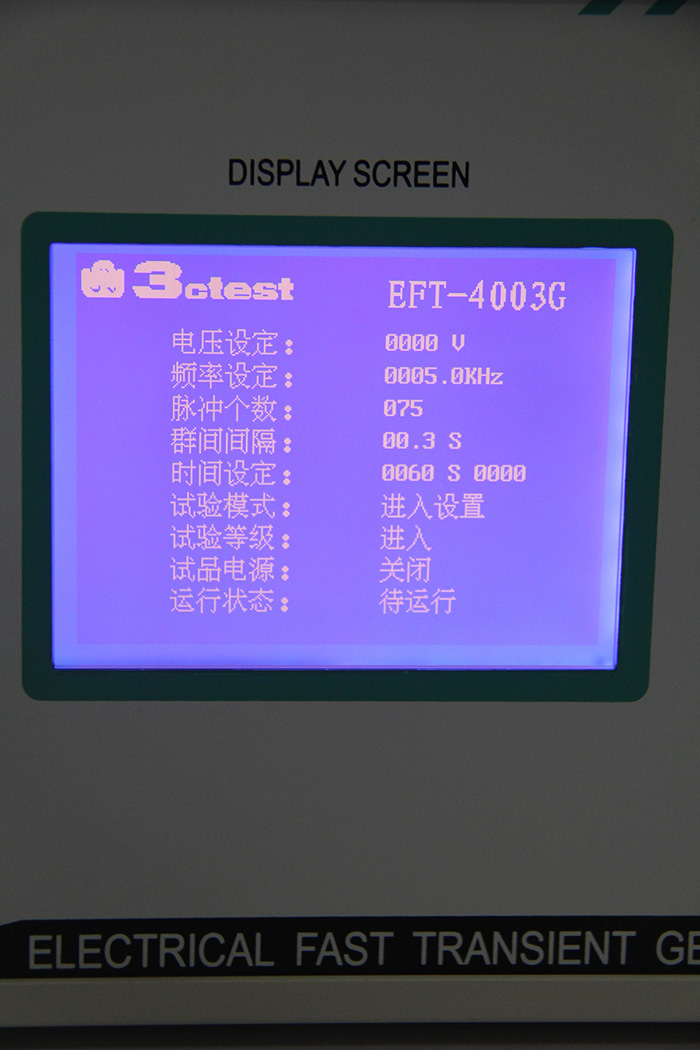 DISPLAY SCREEN
3ctest EFT-4003G
电压设定: 0000 V
频率设定: 0005.0KHz
脉冲个数: 075
群间间隔: 00.3 S
时间设定: 0060 S 0000
试验模式: 进入设置
试验等级: 进入
试品电源: 关闭
运行状态: 待运行
ELECTRICAL FAST TRANSIENT GE